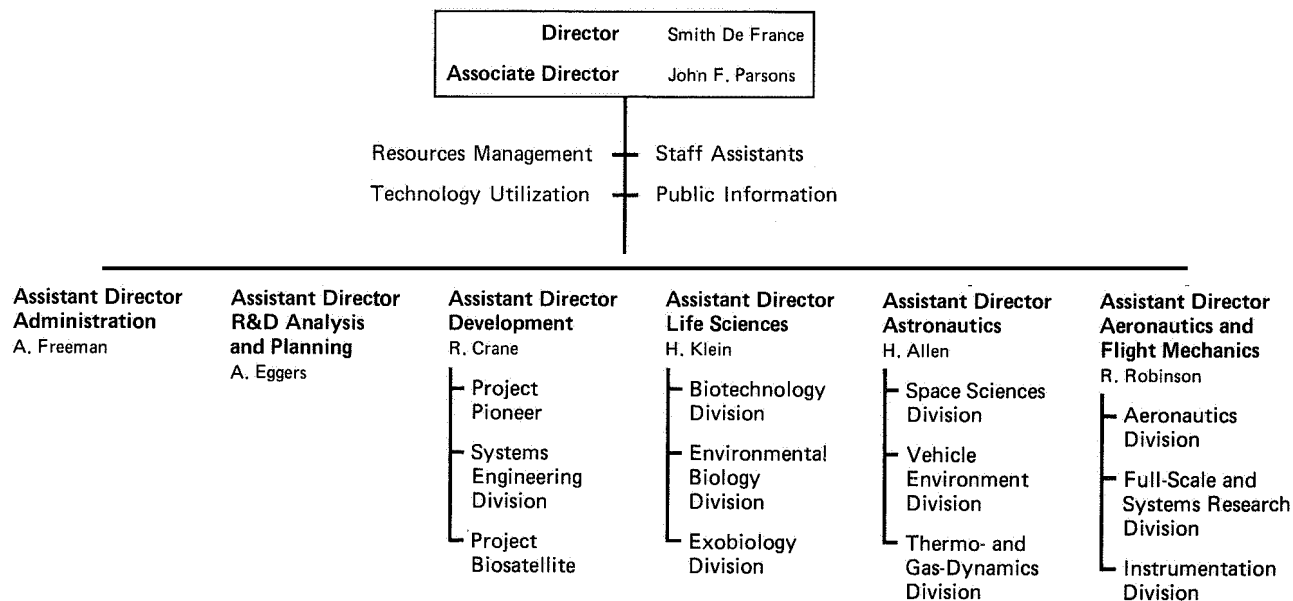 Director Smith De France
Associate Director John F. Parsons
Resources Management Staff Assistants
Technology Utilization Public Information
Assistant Director
Administration
A. Freeman
Assistant Director
R&D Analysis
and Planning
A. Eggers
Assistant Director
Development
R. Crane
Project
Pioneer
Systems
Engineering
Division
Project
Biosatellite
Assistant Director
Life Sciences
H. Klein
Biotechnology
Division
Environmental
Biology
Division
Exobiology
Division
Assistant Director
Astronautics
H. Allen
Space Sciences
Division
Vehicle
Environment
Division
Thermo- and
Gas-Dynamics
Division
Assistant Director
Aeronautics and
Flight Mechanics
R. Robinson
Aeronautics
Division
Full-Scale and
Systems Research
Division
Instrumentation
Division